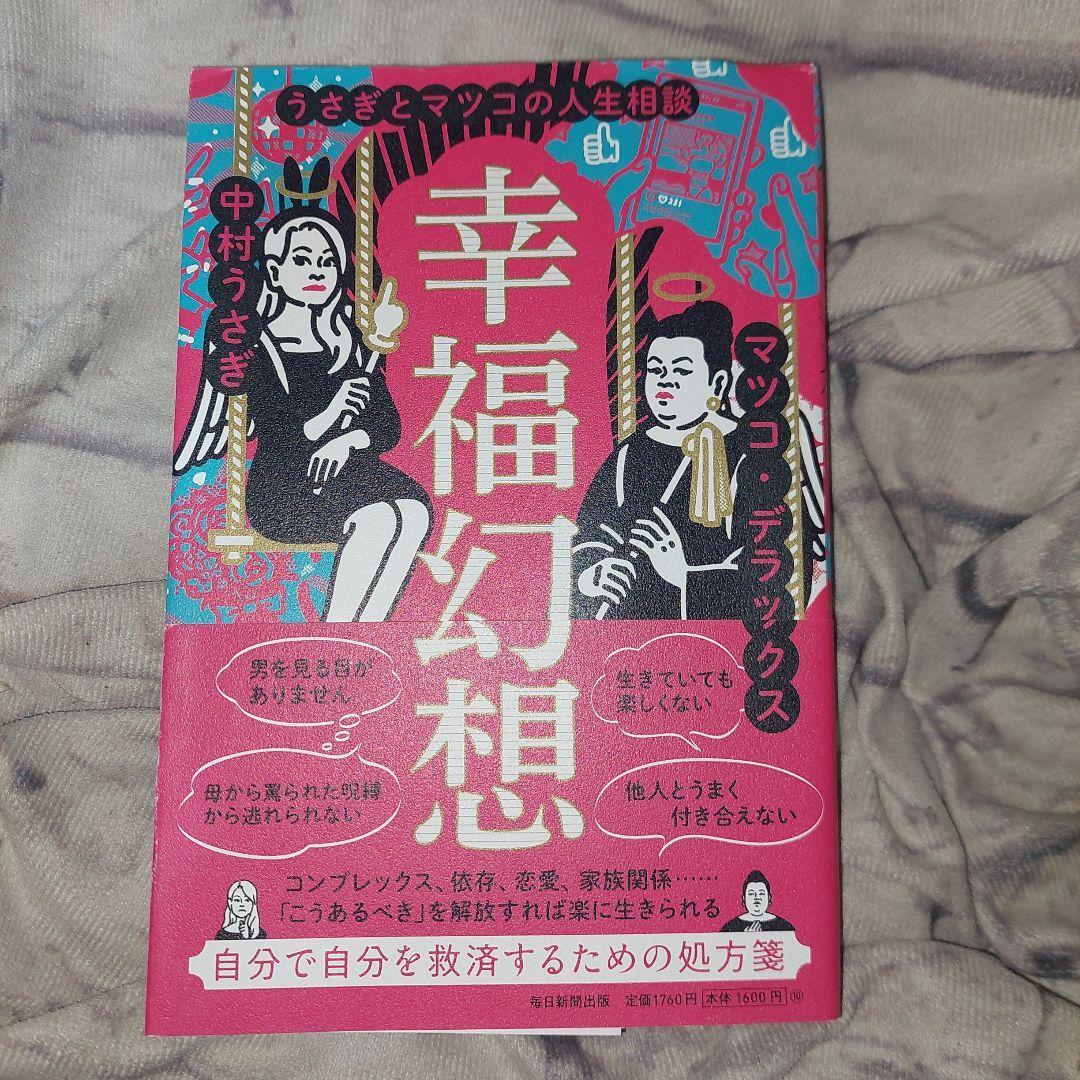 うさぎとマツコの人生相談
中村うさぎ
マツコ・デラックス
幸福幻想
男を見る目が
ありません
生きていても
楽しくない
母から罵られた呪縛
から逃れられない
他人とうまく
付き合えない
コンプレックス、依存、恋愛、家族関係……
「こうあるべき」を解放すれば楽に生きられる
自分で自分を救済するための処方箋
毎日新聞出版 定価1760円 本体1600円 ⑩